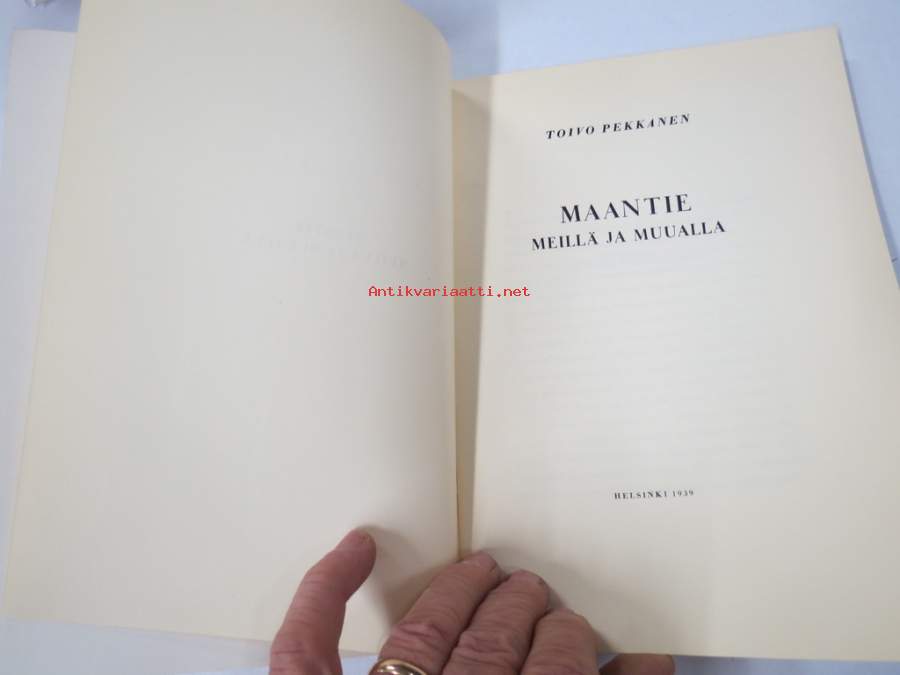 TOIVO PEKKANEN
MAANTIE
MEILLÄ JA MUUALLA
Antikvariaatti.net
HELSINKI 1939